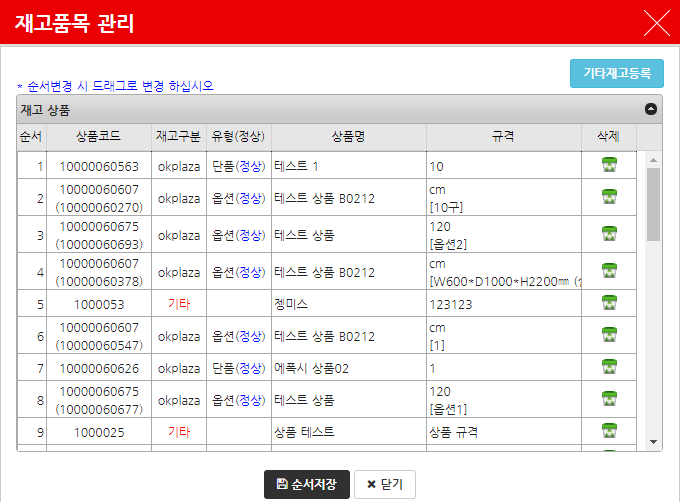 재고품목 관리
기타재고등록
* 순서변경 시 드래그로 변경 하십시오
재고 상품
순서 상품코드 재고구분 유형(정상) 상품명 규격 삭제
1 10000060563 okplaza 단품(정상) 테스트 1 10
2 10000060607 (10000060270) okplaza 옵션(정상) 테스트 상품 B0212 cm [10구]
3 10000060675 (10000060693) okplaza 옵션(정상) 테스트 상품 120 [옵션2]
4 10000060607 (10000060378) okplaza 옵션(정상) 테스트 상품 B0212 cm [W600*D1000*H2200㎜
5 1000053 기타 젱미스 123123
6 10000060607 (10000060547) okplaza 옵션(정상) 테스트 상품 B0212 cm [1]
7 10000060626 okplaza 단품(정상) 에폭시 상품02 1
8 10000060675 (10000060677) okplaza 옵션(정상) 테스트 상품 120 [옵션1]
9 1000025 기타 상품 테스트 상품 규격
순서저장 닫기